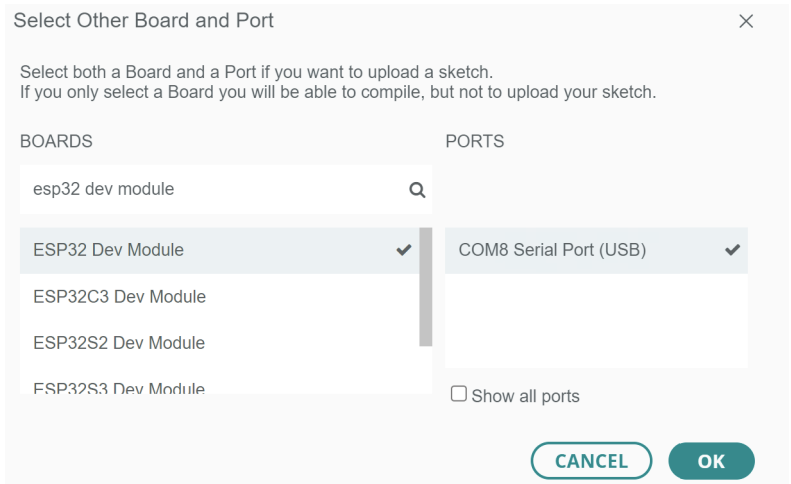 Select Other Board and Port
Select both a Board and a Port if you want to upload a sketch.
If you only select a Board you will be able to compile, but not to upload your sketch.
BOARDS
PORTS
esp32 dev module
ESP32 Dev Module
COM8 Serial Port (USB)
ESP32C3 Dev Module
ESP32S2 Dev Module
ESP32S3 Dev Module
Show all ports
CANCEL
OK